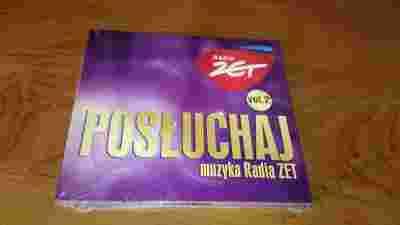 RADIO
ZET
vol.2
POSŁUCHAJ
muzyka Radia ZET